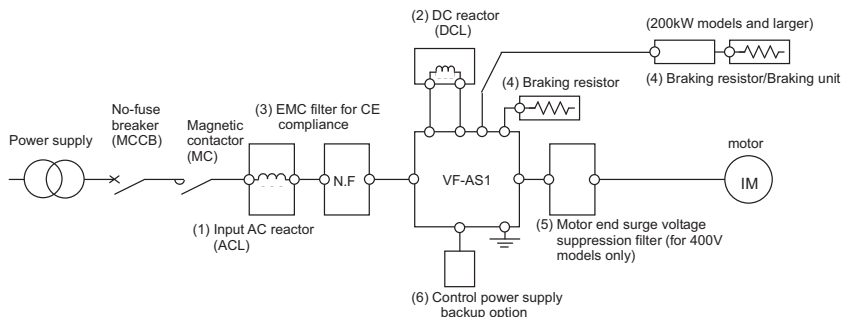 (2) DC reactor
(DCL)
(200kW models and larger)
(4) Braking resistor/Braking unit
(4) Braking resistor
No-fuse
breaker
(MCCB)
Magnetic
contactor
(MC)
(3) EMC filter for CE
compliance
Power supply
motor
N.F
VF-AS1
IM
(1) Input AC reactor
(ACL)
(5) Motor end surge voltage
suppression filter (for 400V
models only)
(6) Control power supply
backup option